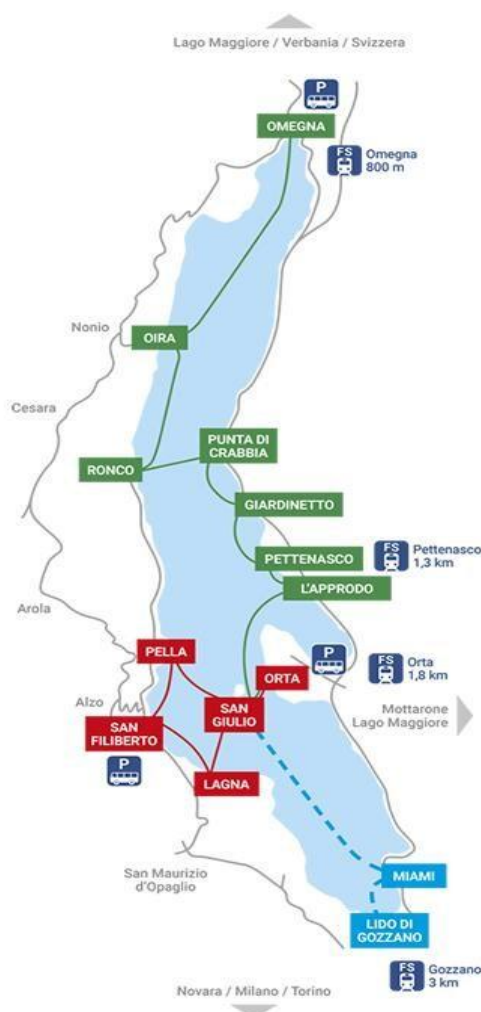 Lago Maggiore / Verbania / Svizzera
P
OMEGNA
FS
Omegna
800 m
Nonio
OIRA
Cesara
PUNTA DI
CRABBIA
RONCO
GIARDINETTO
PETTENASCO
FS
Pettenasco
1,3 km
L'APPRODO
Arola
PELLA
P
ORTA
FS
Orta
1,8 km
Alzo
SAN
GIULIO
Mottarone
Lago Maggiore
SAN
FILIBERTO
P
LAGNA
San Maurizio
d'Opaglio
MIAMI
LIDO DI
GOZZANO
FS
Gozzano
3 km
Novara / Milano / Torino